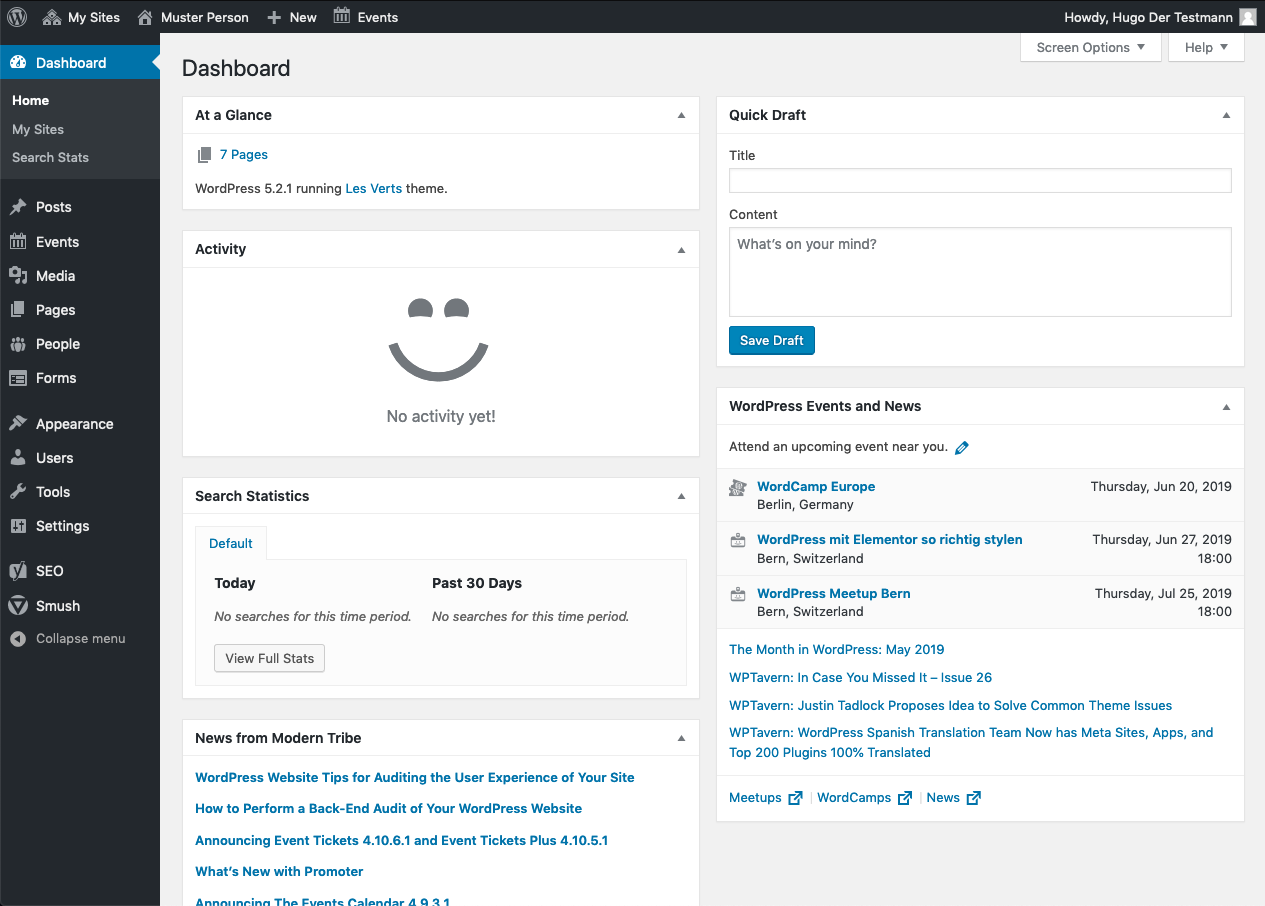 My Sites Muster Person New Events Howdy, Hugo Der Testmann
Screen Options Help
Dashboard
Home
My Sites
Search Stats
Posts
Events
Media
Pages
People
Forms
Appearance
Users
Tools
Settings
SEO
Smush
Collapse menu
Dashboard
At a Glance
7 Pages
WordPress 5.2.1 running Les Verts theme.
Activity
No activity yet!
Search Statistics
Default
Today Past 30 Days
No searches for this time period. No searches for this time period.
View Full Stats
News from Modern Tribe
WordPress Website Tips for Auditing the User Experience of Your Site
How to Perform a Back-End Audit of Your WordPress Website
Announcing Event Tickets 4.10.6.1 and Event Tickets Plus 4.10.5.1
What's New with Promoter
Announcing The Events Calendar 4.9.3.1
Quick Draft
Title
Content
What's on your mind?
Save Draft
WordPress Events and News
Attend an upcoming event near you.
WordCamp Europe Thursday, Jun 20, 2019
Berlin, Germany
WordPress mit Elementor so richtig stylen Thursday, Jun 27, 2019
Bern, Switzerland 18:00
WordPress Meetup Bern Thursday, Jul 25, 2019
Bern, Switzerland 18:00
The Month in WordPress: May 2019
WPTavern: In Case You Missed It – Issue 26
WPTavern: Justin Tadlock Proposes Idea to Solve Common Theme Issues
WPTavern: WordPress Spanish Translation Team Now has Meta Sites, Apps, and
Top 200 Plugins 100% Translated
Meetups | WordCamps | News